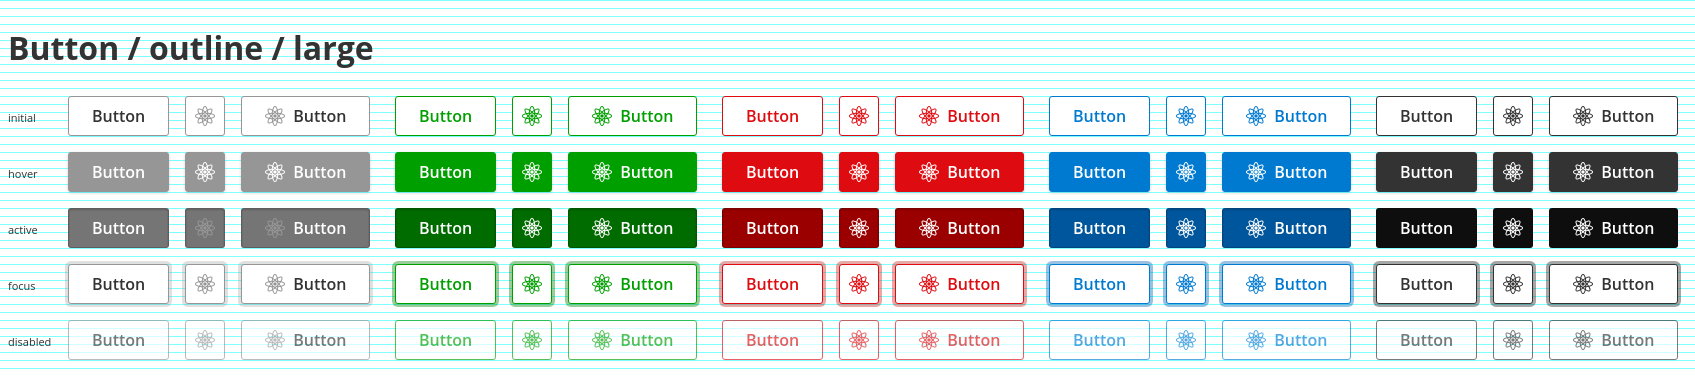 Button / outline / large
initial Button Button Button Button Button Button Button Button Button Button
hover Button Button Button Button Button Button Button Button Button Button
active Button Button Button Button Button Button Button Button Button Button
focus Button Button Button Button Button Button Button Button Button Button
disabled Button Button Button Button Button Button Button Button Button Button